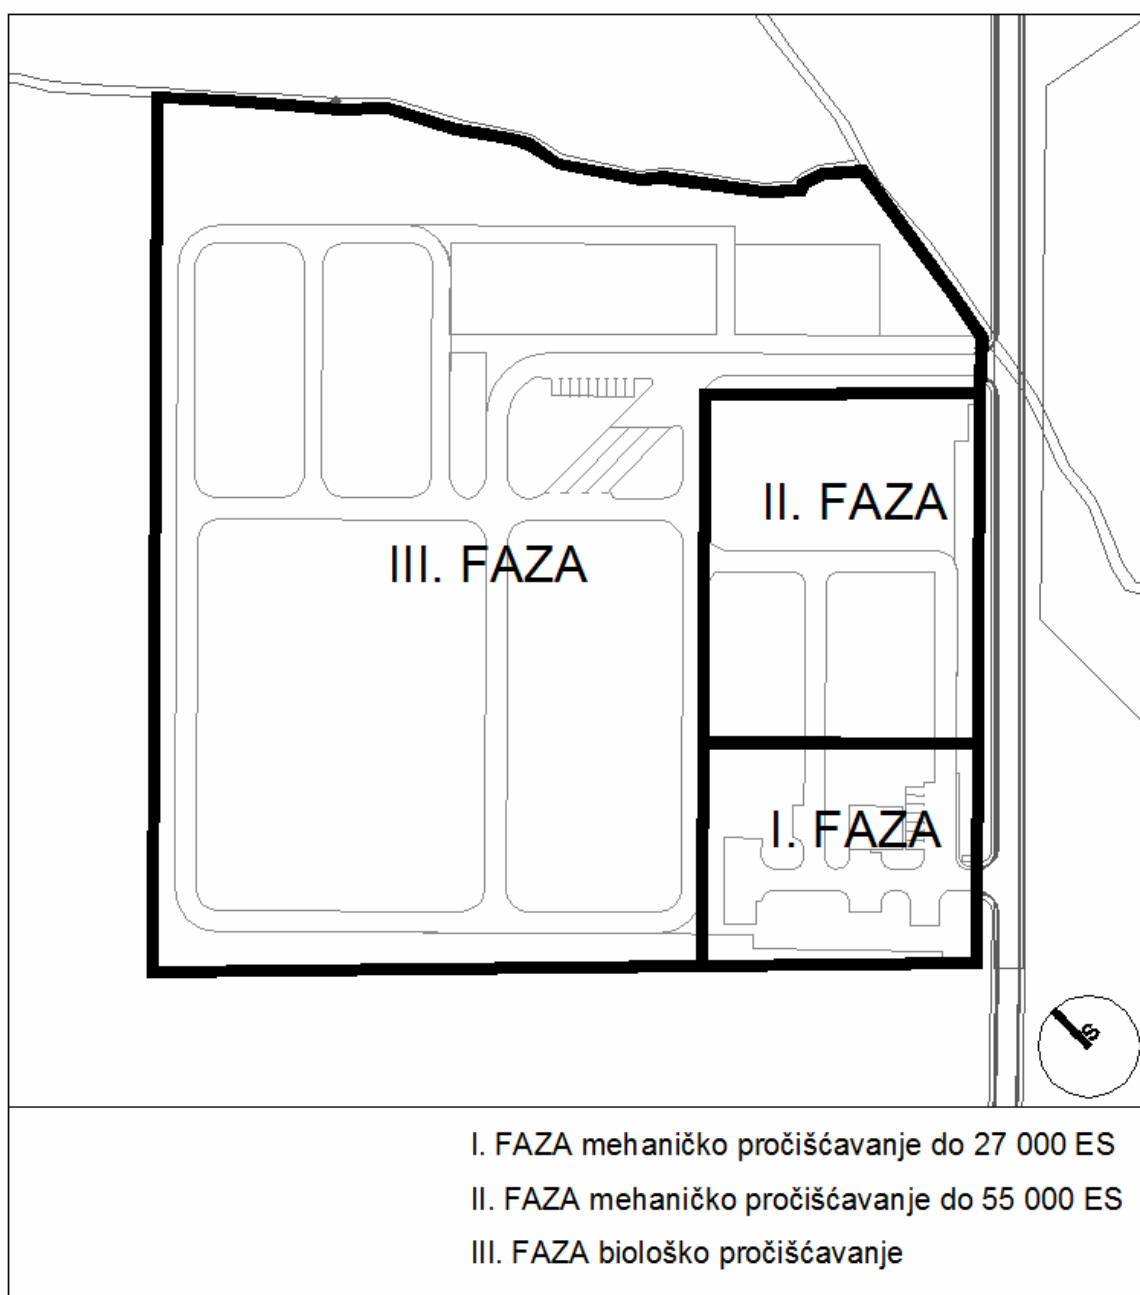 II. FAZA
III. FAZA
I. FAZA
S
I. FAZA mehaničko pročišćavanje do 27 000 ES
II. FAZA mehaničko pročišćavanje do 55 000 ES
III. FAZA biološko pročišćavanje